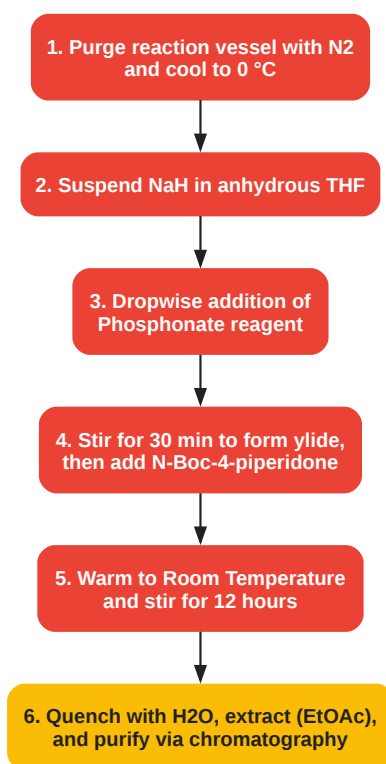 1. Purge reaction vessel with N2
and cool to 0 °C
2. Suspend NaH in anhydrous THF
3. Dropwise addition of
Phosphonate reagent
4. Stir for 30 min to form ylide,
then add N-Boc-4-piperidone
5. Warm to Room Temperature
and stir for 12 hours
6. Quench with H2O, extract (EtOAc),
and purify via chromatography